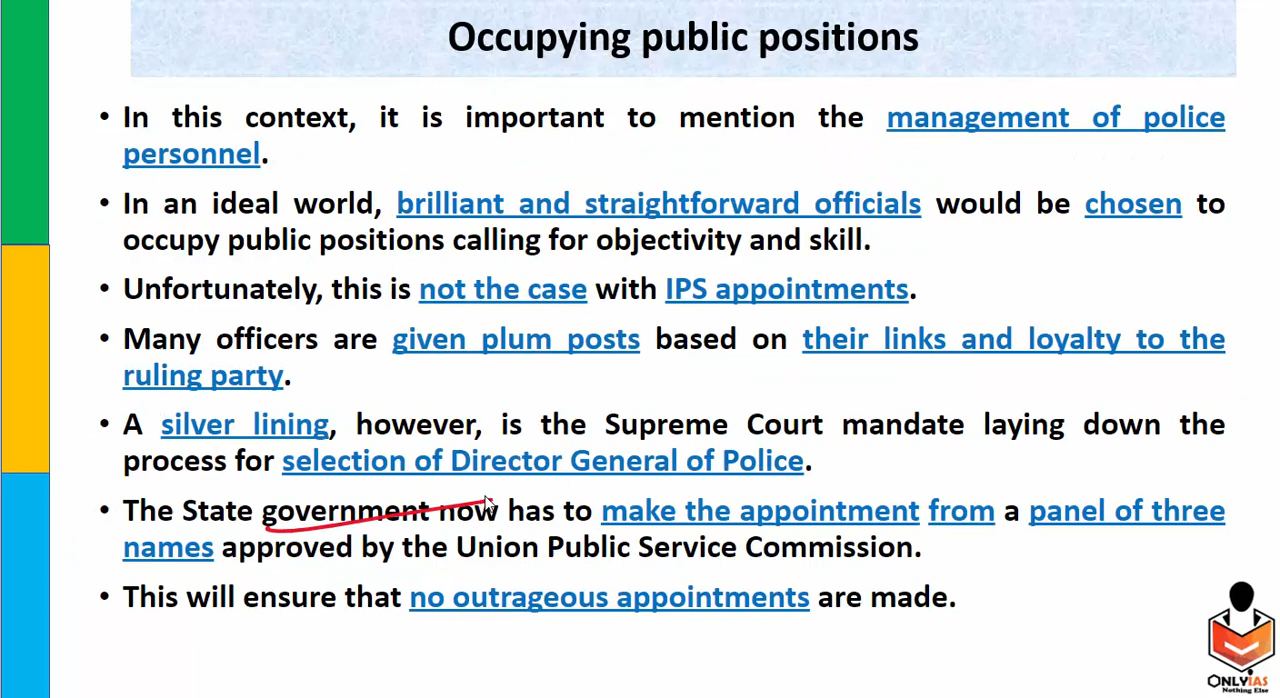 Occupying public positions
• In this context, it is important to mention the management of police
personnel.
• In an ideal world, brilliant and straightforward officials would be chosen to
occupy public positions calling for objectivity and skill.
• Unfortunately, this is not the case with IPS appointments.
• Many officers are given plum posts based on their links and loyalty to the
ruling party.
• A silver lining, however, is the Supreme Court mandate laying down the
process for selection of Director General of Police.
• The State government now has to make the appointment from a panel of three
names approved by the Union Public Service Commission.
• This will ensure that no outrageous appointments are made.
ONLYIAS
Nothing Else